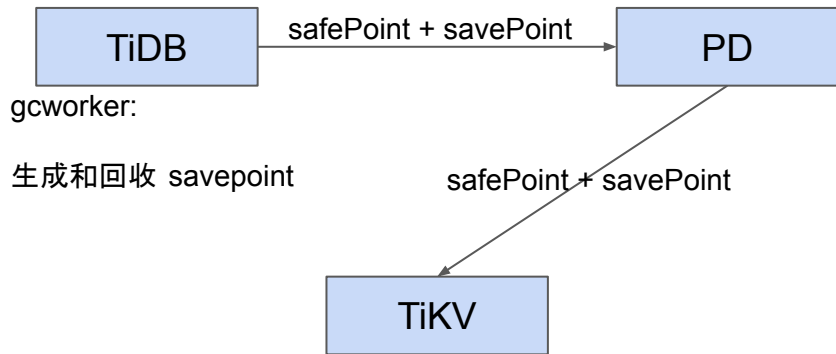 TiDB
safePoint + savePoint
PD
gcworker:
生成和回收 savepoint
safePoint + savePoint
TiKV